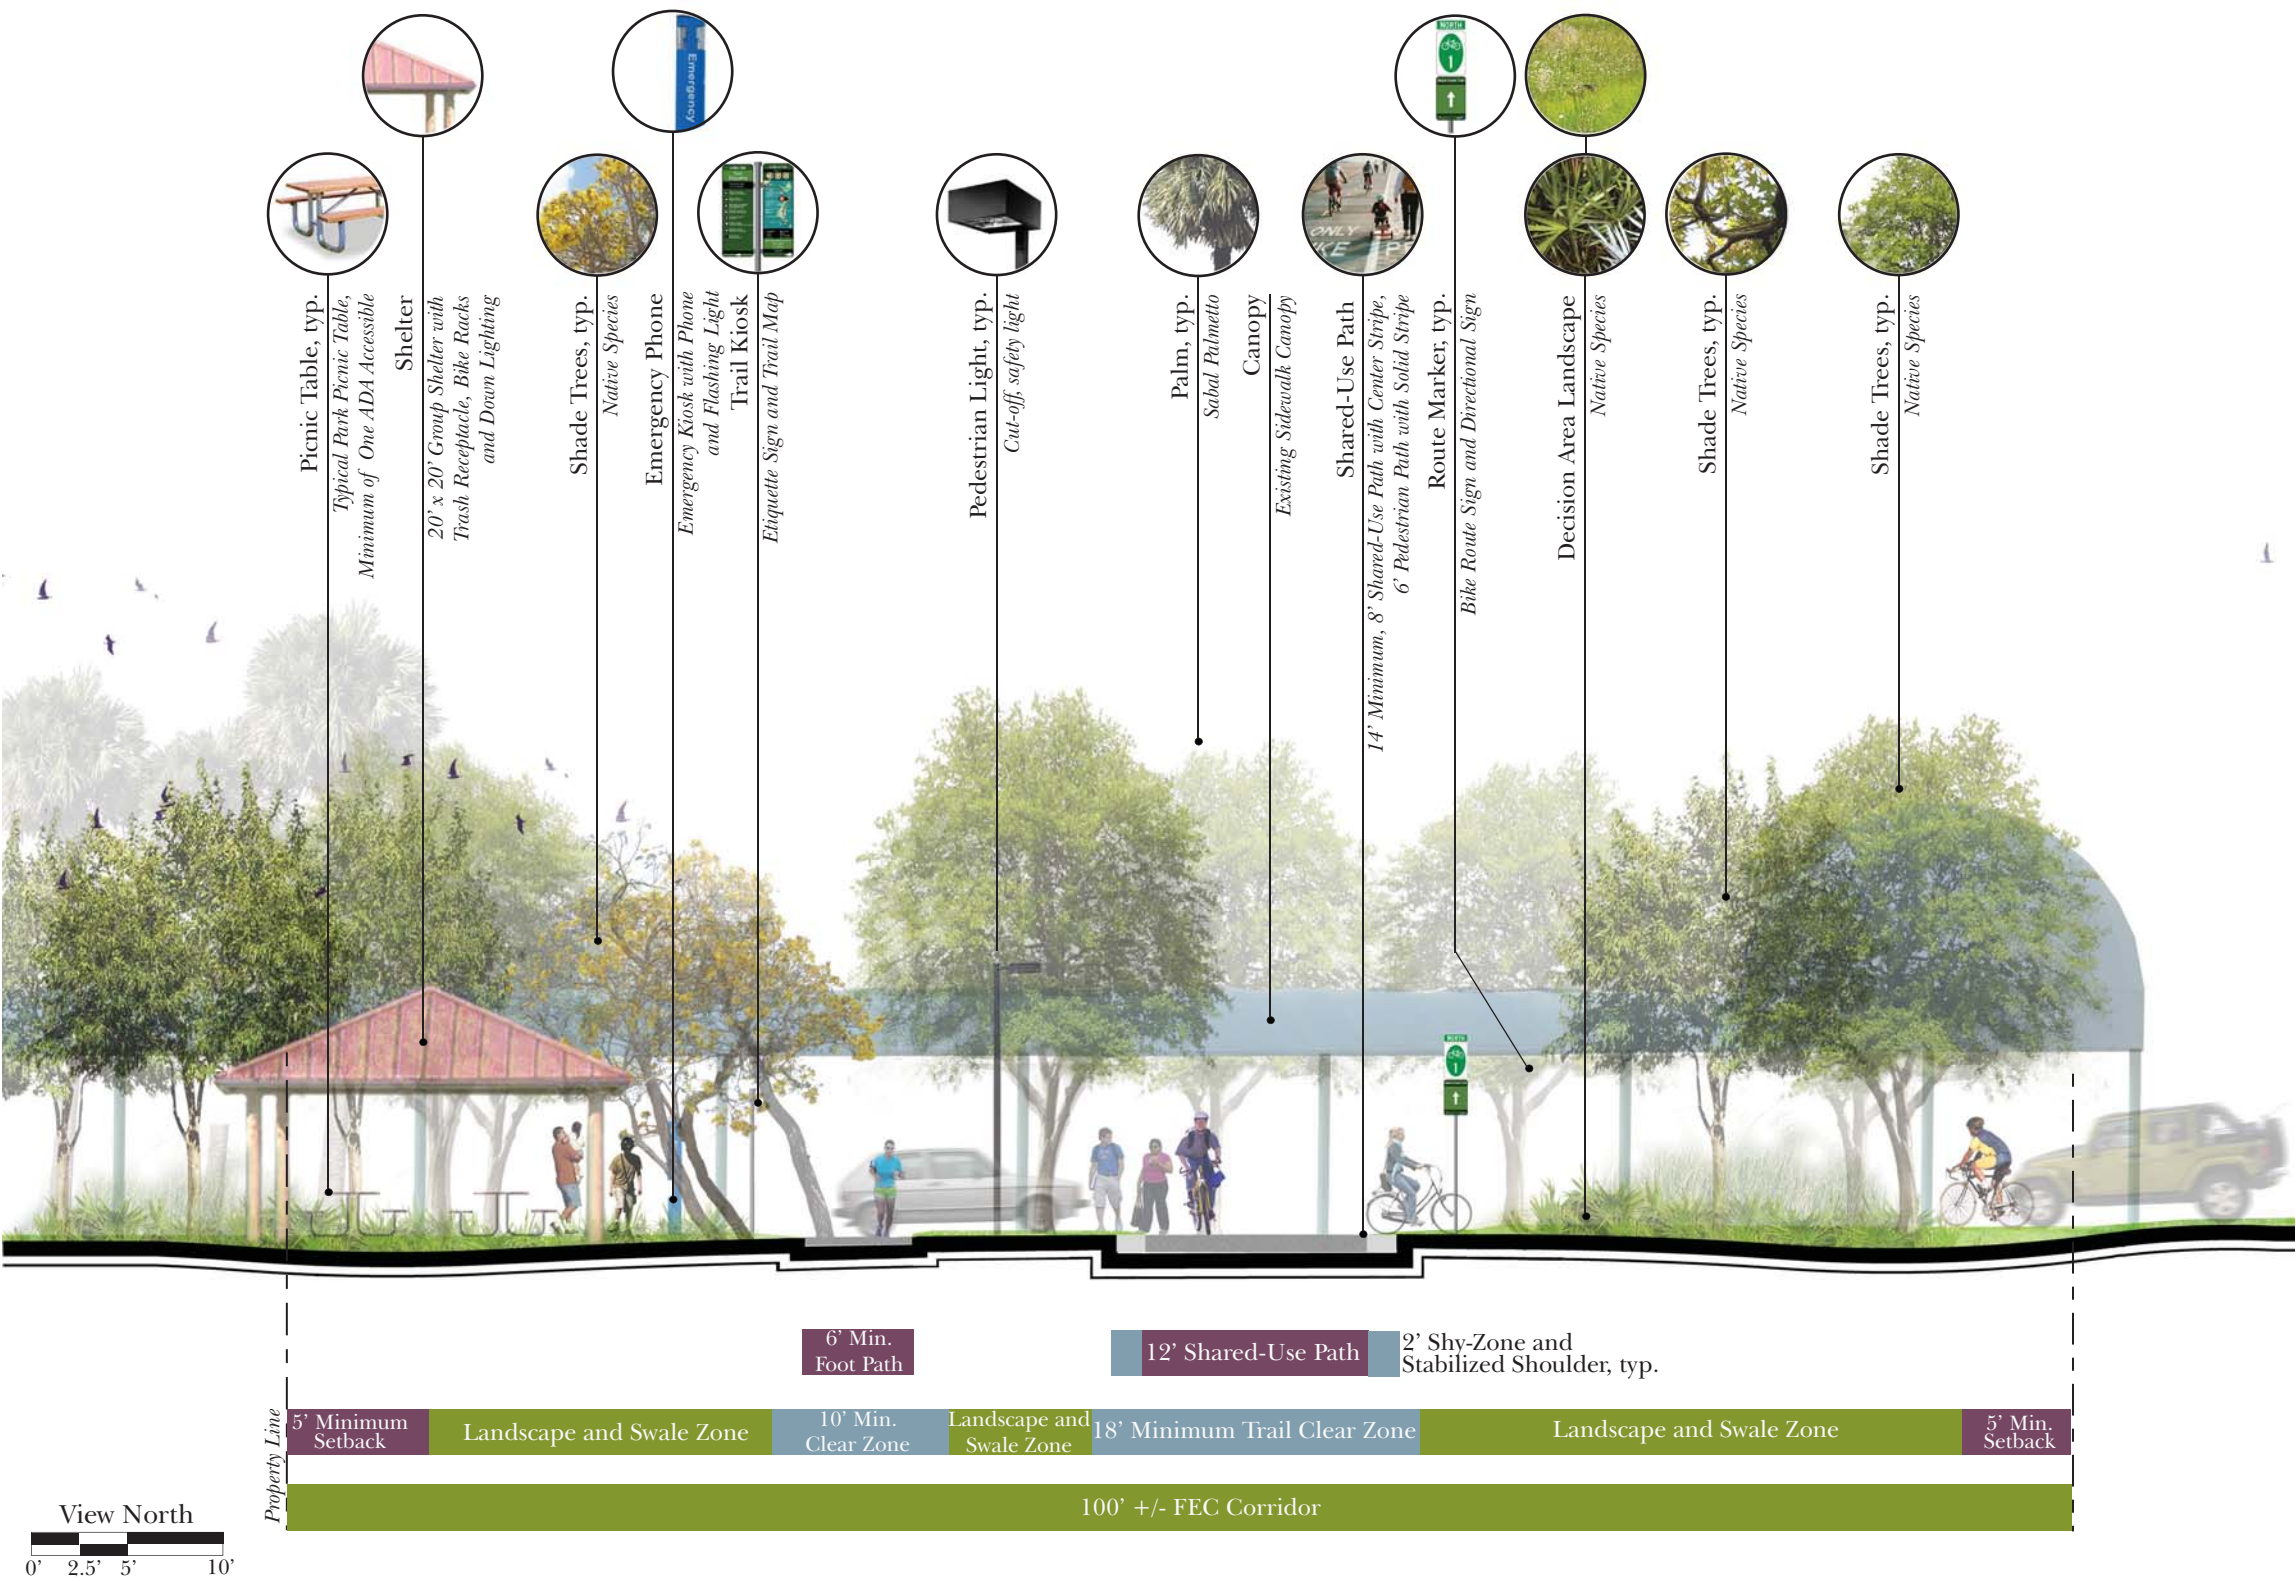 NORTH
1
Emergency
ONLY
Picnic Table, typ.
Typical Park Picnic Table,
Minimum of One ADA Accessible
Shelter
20’ x 20’ Group Shelter with
Trash Receptacle, Bike Racks
and Down Lighting
Shade Trees, typ.
Native Species
Emergency Phone
Emergency Kiosk with Phone
and Flashing Light
Trail Kiosk
Etiquette Sign and Trail Map
Pedestrian Light, typ.
Cut-off, safety light
Palm, typ.
Sabal Palmetto
Canopy
Existing Sidewalk Canopy
Shared-Use Path
14’ Minimum, 8’ Shared-Use Path with Center Stripe,
6’ Pedestrian Path with Solid Stripe
Route Marker, typ.
Bike Route Sign and Directional Sign
Decision Area Landscape
Native Species
Shade Trees, typ.
Native Species
Shade Trees, typ.
Native Species
NORTH
1
6’ Min.
Foot Path
12’ Shared-Use Path
2’ Shy-Zone and
Stabilized Shoulder, typ.
Property Line
5’ Minimum
Setback
Landscape and Swale Zone
10’ Min.
Clear Zone
Landscape and
Swale Zone
18’ Minimum Trail Clear Zone
Landscape and Swale Zone
5’ Min.
Setback
100’ +/- FEC Corridor
View North
0’ 2.5’ 5’ 10’